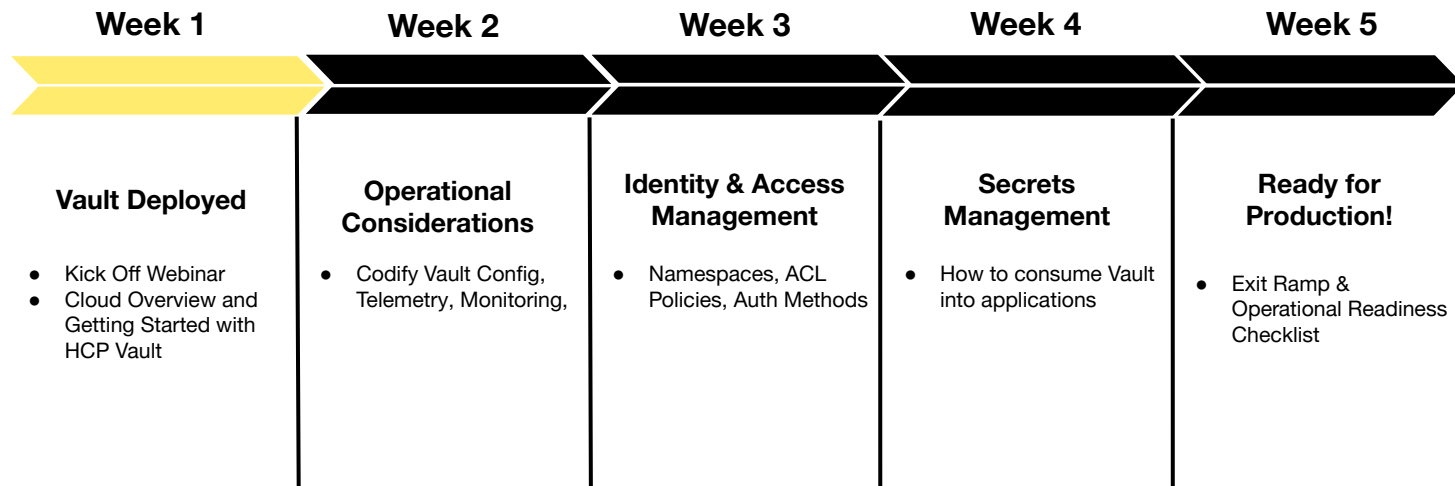 Week 1
Week 2
Week 3
Week 4
Week 5
Vault Deployed
● Kick Off Webinar
● Cloud Overview and
Getting Started with
HCP Vault
Operational
Considerations
● Codify Vault Config,
Telemetry, Monitoring,
Identity & Access
Management
● Namespaces, ACL
Policies, Auth Methods
Secrets
Management
● How to consume Vault
into applications
Ready for
Production!
● Exit Ramp &
Operational Readiness
Checklist